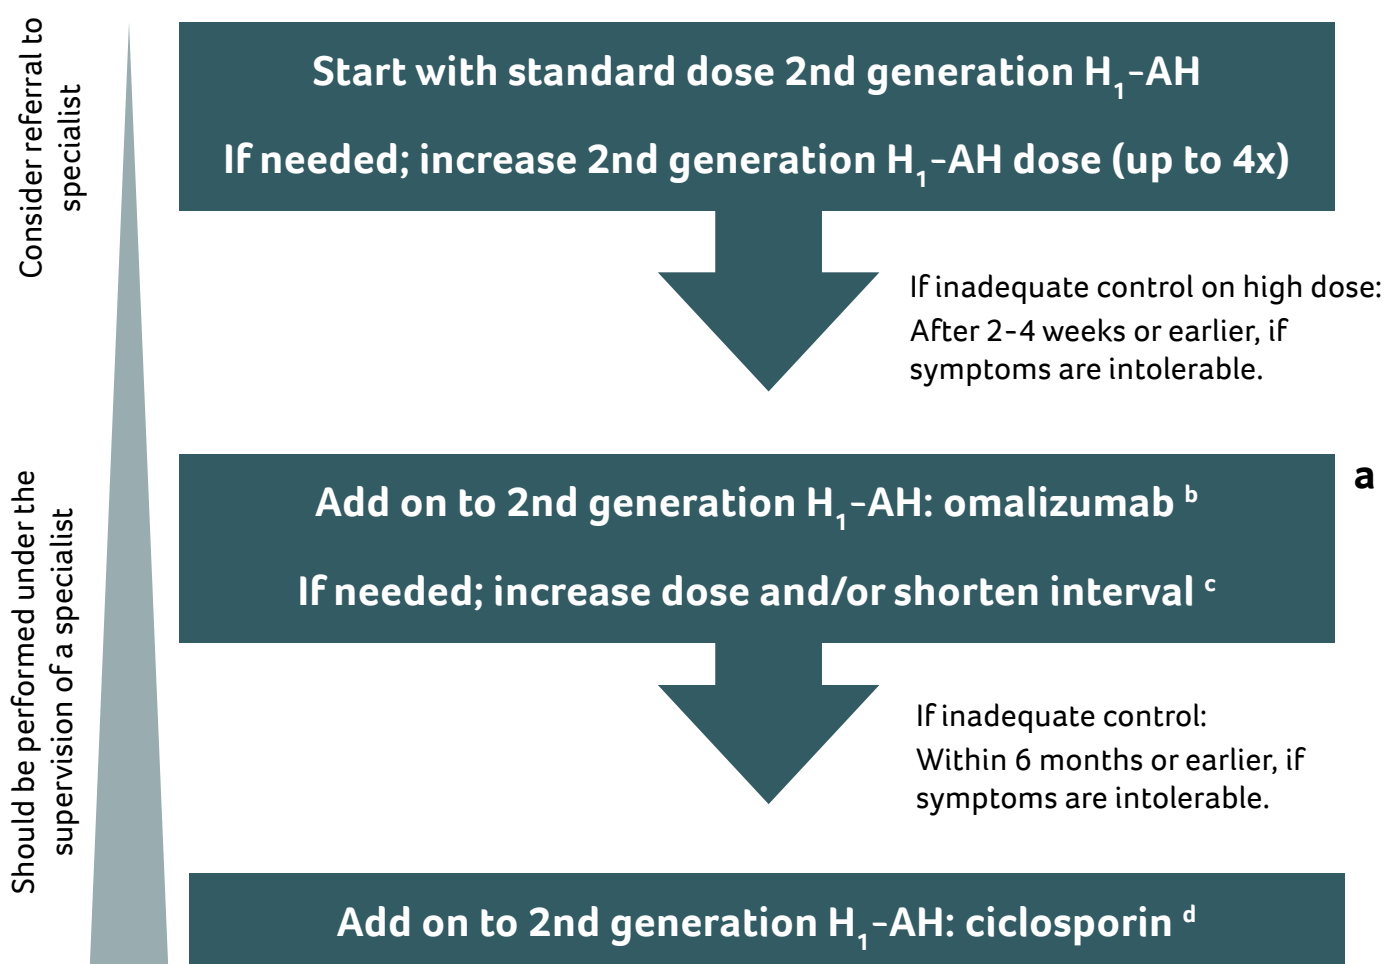 Consider referral to
specialist
Start with standard dose 2nd generation H₁-AH
If needed; increase 2nd generation H₁-AH dose (up to 4x)
If inadequate control on high dose:
After 2-4 weeks or earlier, if
symptoms are intolerable.
Should be performed under the
supervision of a specialist
a
Add on to 2nd generation H₁-AH: omalizumab ᵇ
If needed; increase dose and/or shorten interval ᶜ
If inadequate control:
Within 6 months or earlier, if
symptoms are intolerable.
Add on to 2nd generation H₁-AH: ciclosporin ᵈ